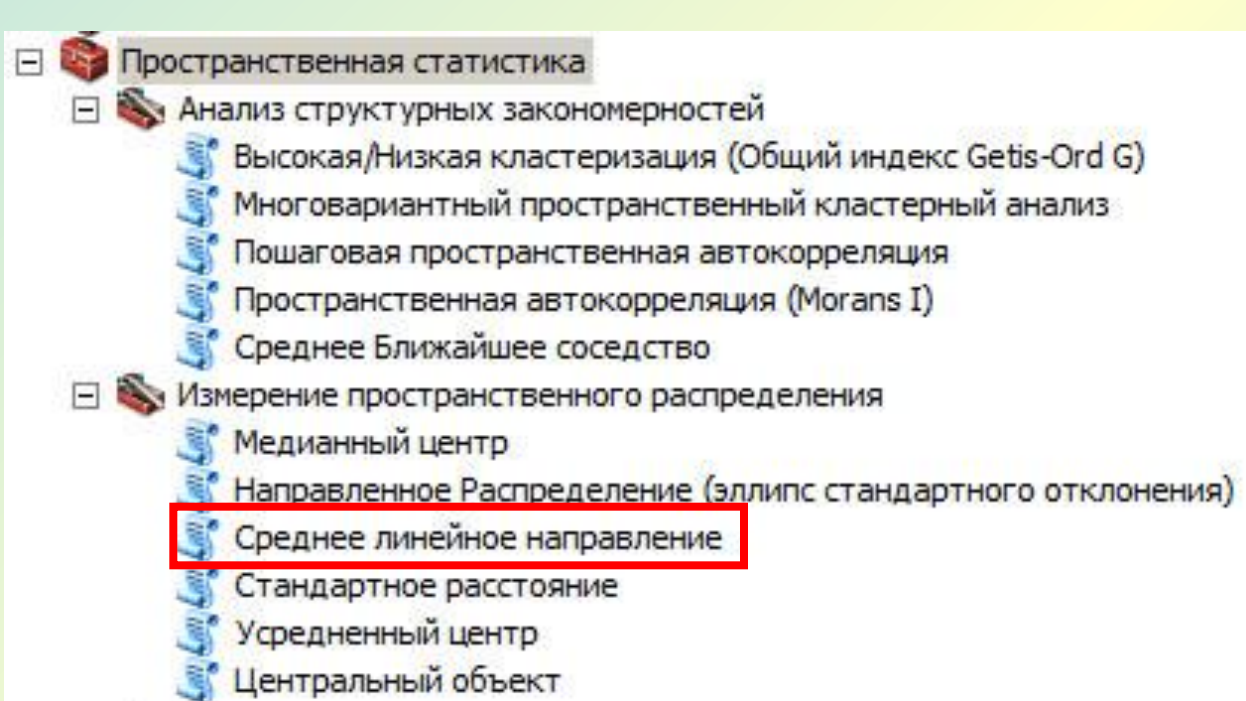 Пространственная статистика
Анализ структурных закономерностей
Высокая/Низкая кластеризация (Общий индекс Getis-Ord G)
Многовариантный пространственный кластерный анализ
Пошаговая пространственная автокорреляция
Пространственная автокорреляция (Morans I)
Среднее Ближайшее соседство
Измерение пространственного распределения
Медианный центр
Направленное Распределение (эллипс стандартного отклонения)
Среднее линейное направление
Стандартное расстояние
Усредненный центр
Центральный объект